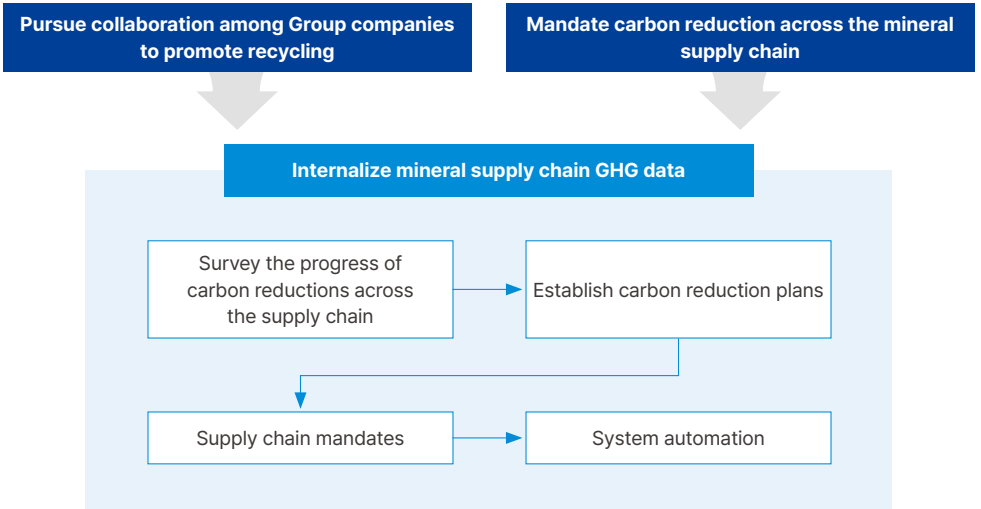 Pursue collaboration among Group companies
to promote recycling
Mandate carbon reduction across the mineral
supply chain
Internalize mineral supply chain GHG data
Survey the progress of
carbon reductions across
the supply chain
Establish carbon reduction plans
Supply chain mandates
System automation